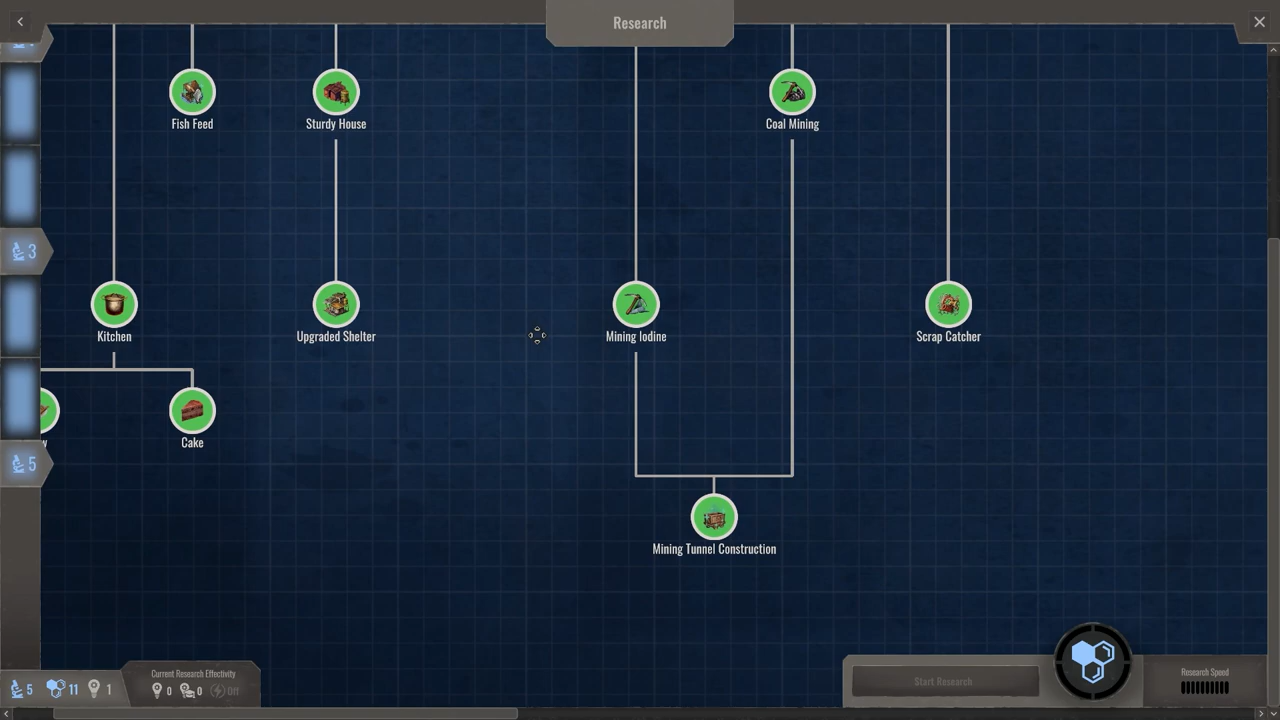 Research
Fish Feed
Sturdy House
Coal Mining
3
Kitchen
Upgraded Shelter
Mining Iodine
Scrap Catcher
w
Cake
5
Mining Tunnel Construction
5 11 1
Current Research Effectivity
0 0 Off
Start Research
Research Speed